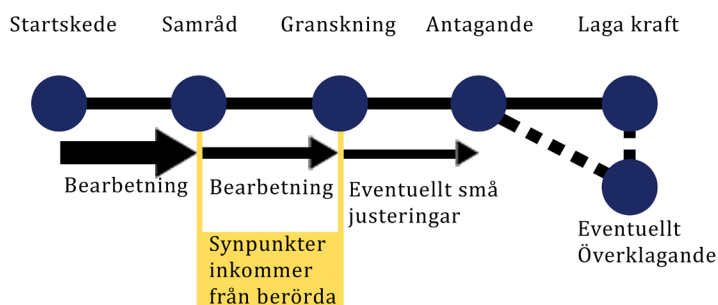 Startskede
Samråd
Granskning
Antagande
Laga kraft
Bearbetning
Bearbetning
Eventuellt små
justeringar
Synpunkter
inkommer
från berörda
Eventuellt
Överklagande